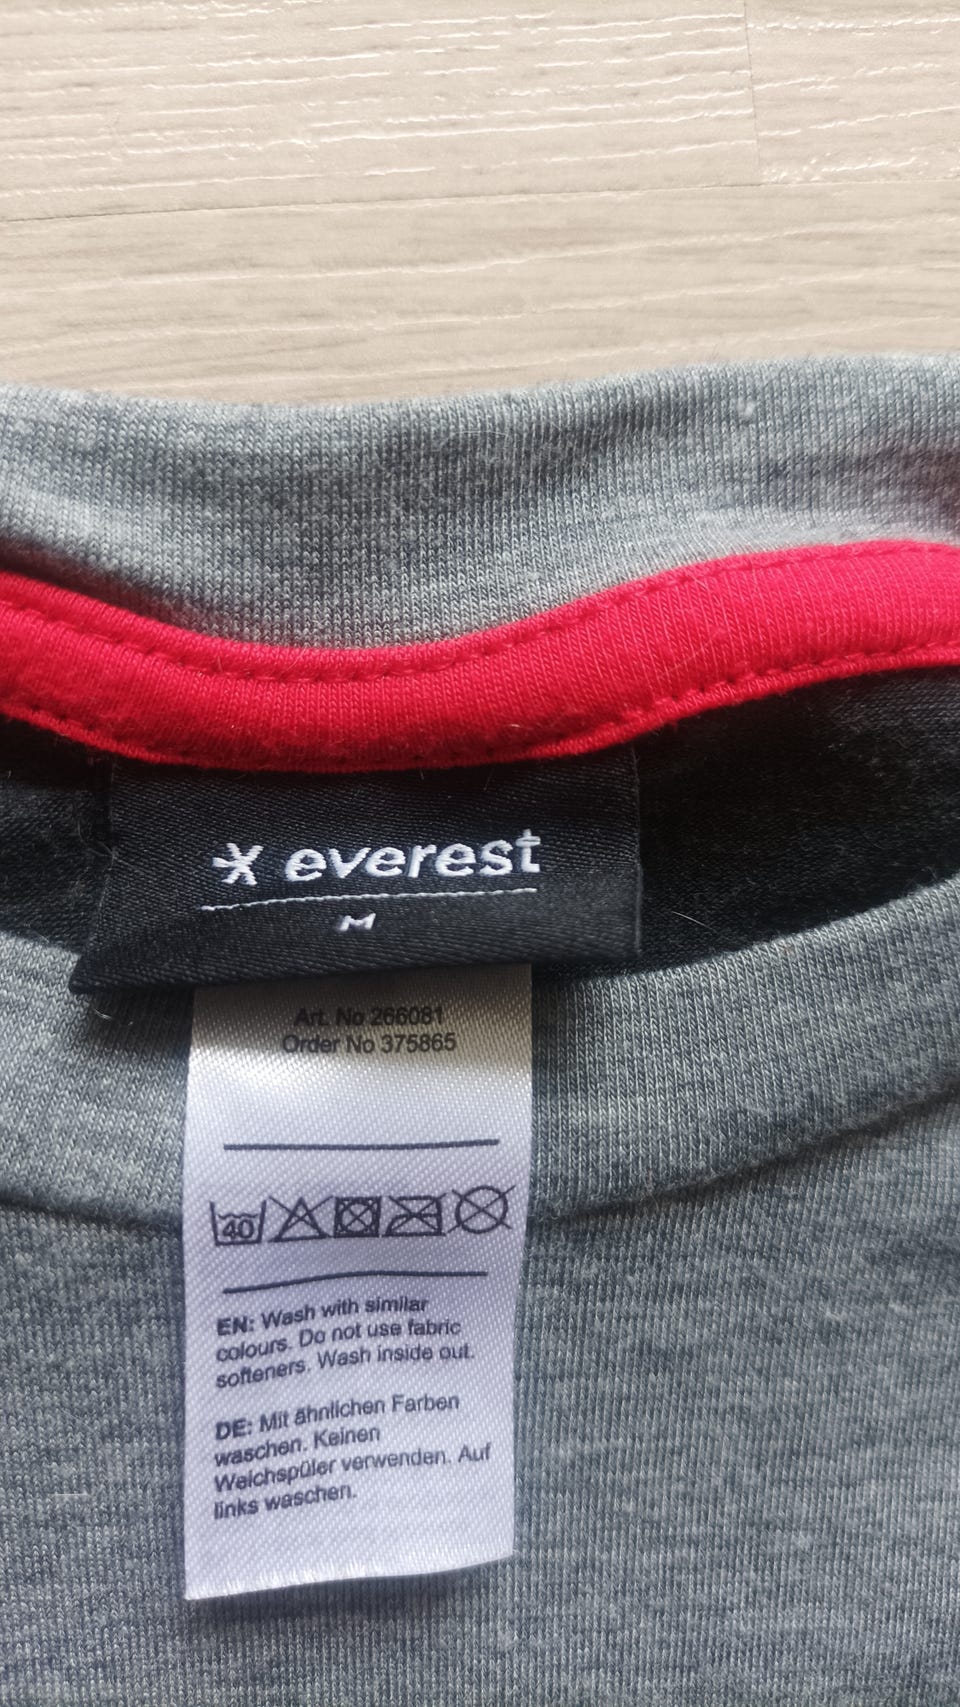 everest
M
Art. No 266081
Order No 375865
40
EN: Wash with similar
colours. Do not use fabric
softeners. Wash inside out.
DE: Mit ähnlichen Farben
waschen. Keinen
Weichspüler verwenden. Auf
links waschen.